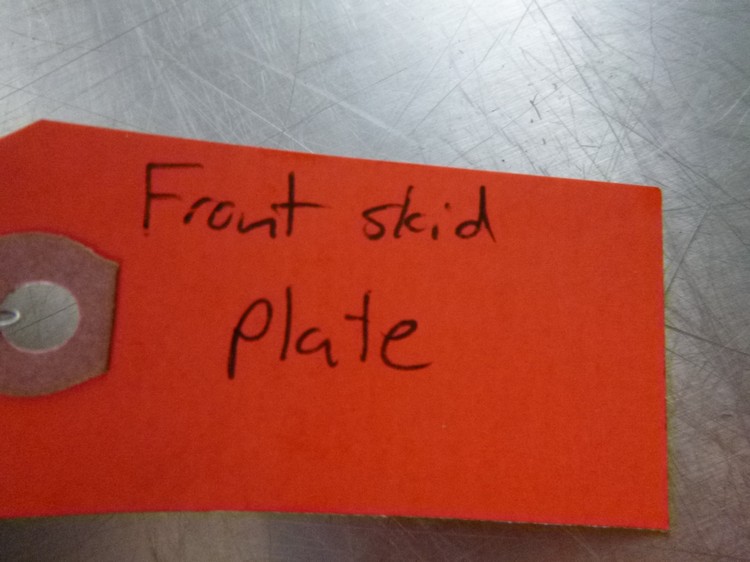 Front skid
plate